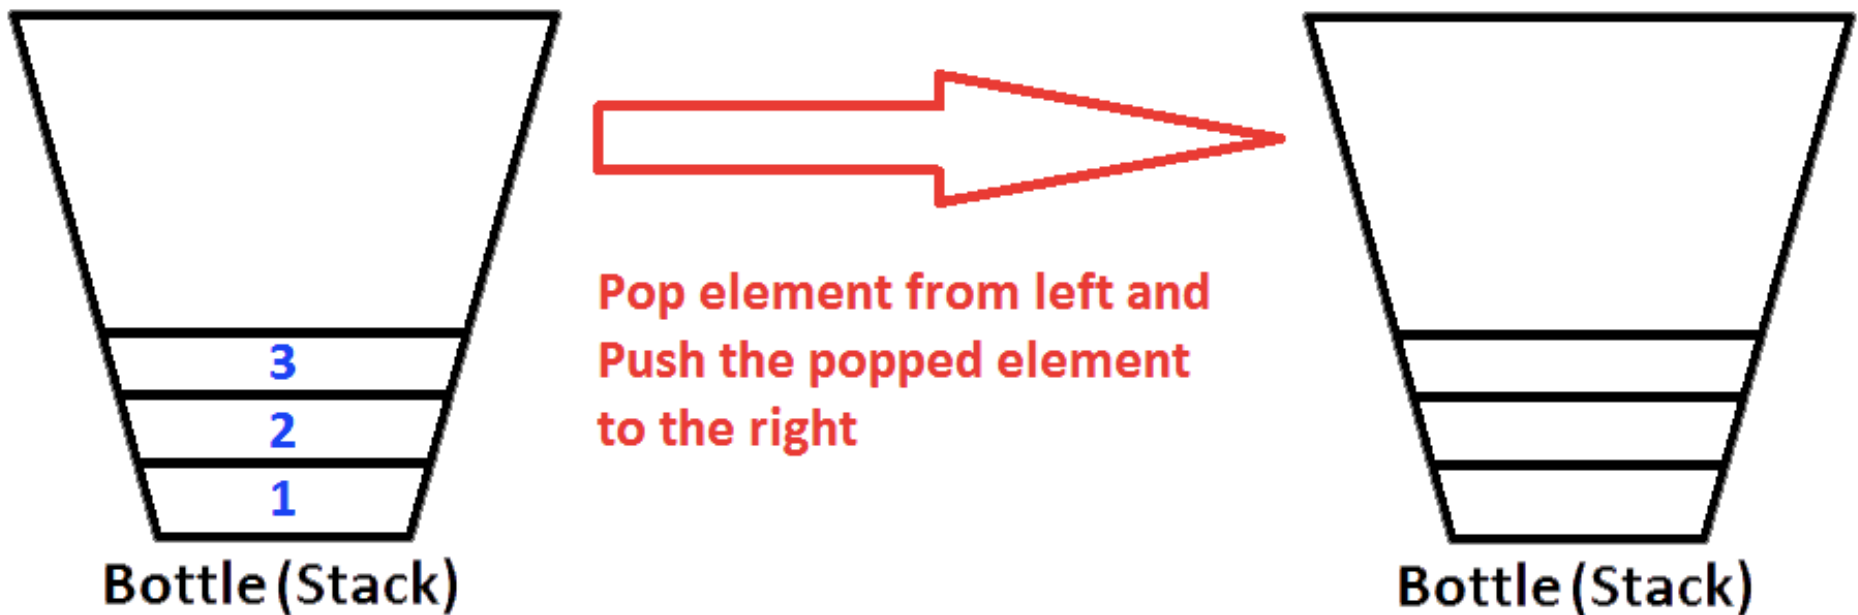 3
2
1
Bottle (Stack)
Pop element from left and
Push the popped element
to the right
Bottle (Stack)